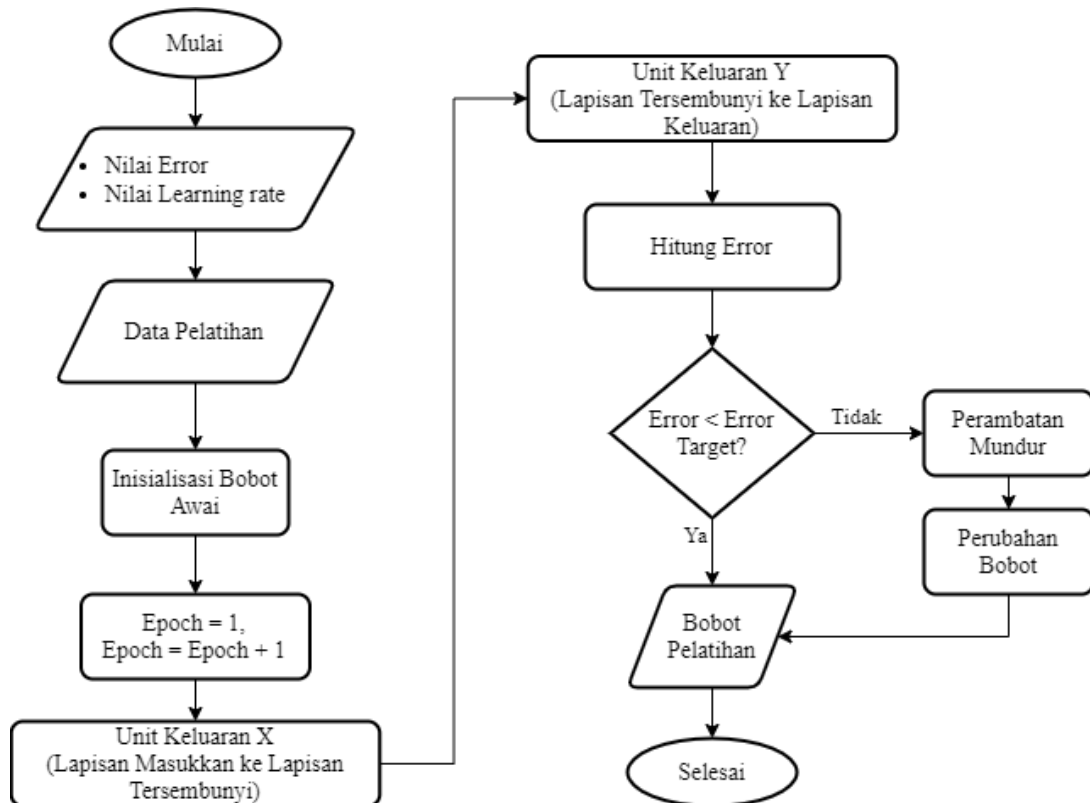 Mulai
• Nilai Error
• Nilai Learning rate
Data Pelatihan
Inisialisasi Bobot
Awai
Epoch = 1,
Epoch = Epoch + 1
Unit Keluaran X
(Lapisan Masukkan ke Lapisan
Tersembunyi)
Unit Keluaran Y
(Lapisan Tersembunyi ke Lapisan
Keluaran)
Hitung Error
Error < Error
Target?
Tidak
Perambatan
Mundur
Perubahan
Bobot
Ya
Bobot
Pelatihan
Selesai